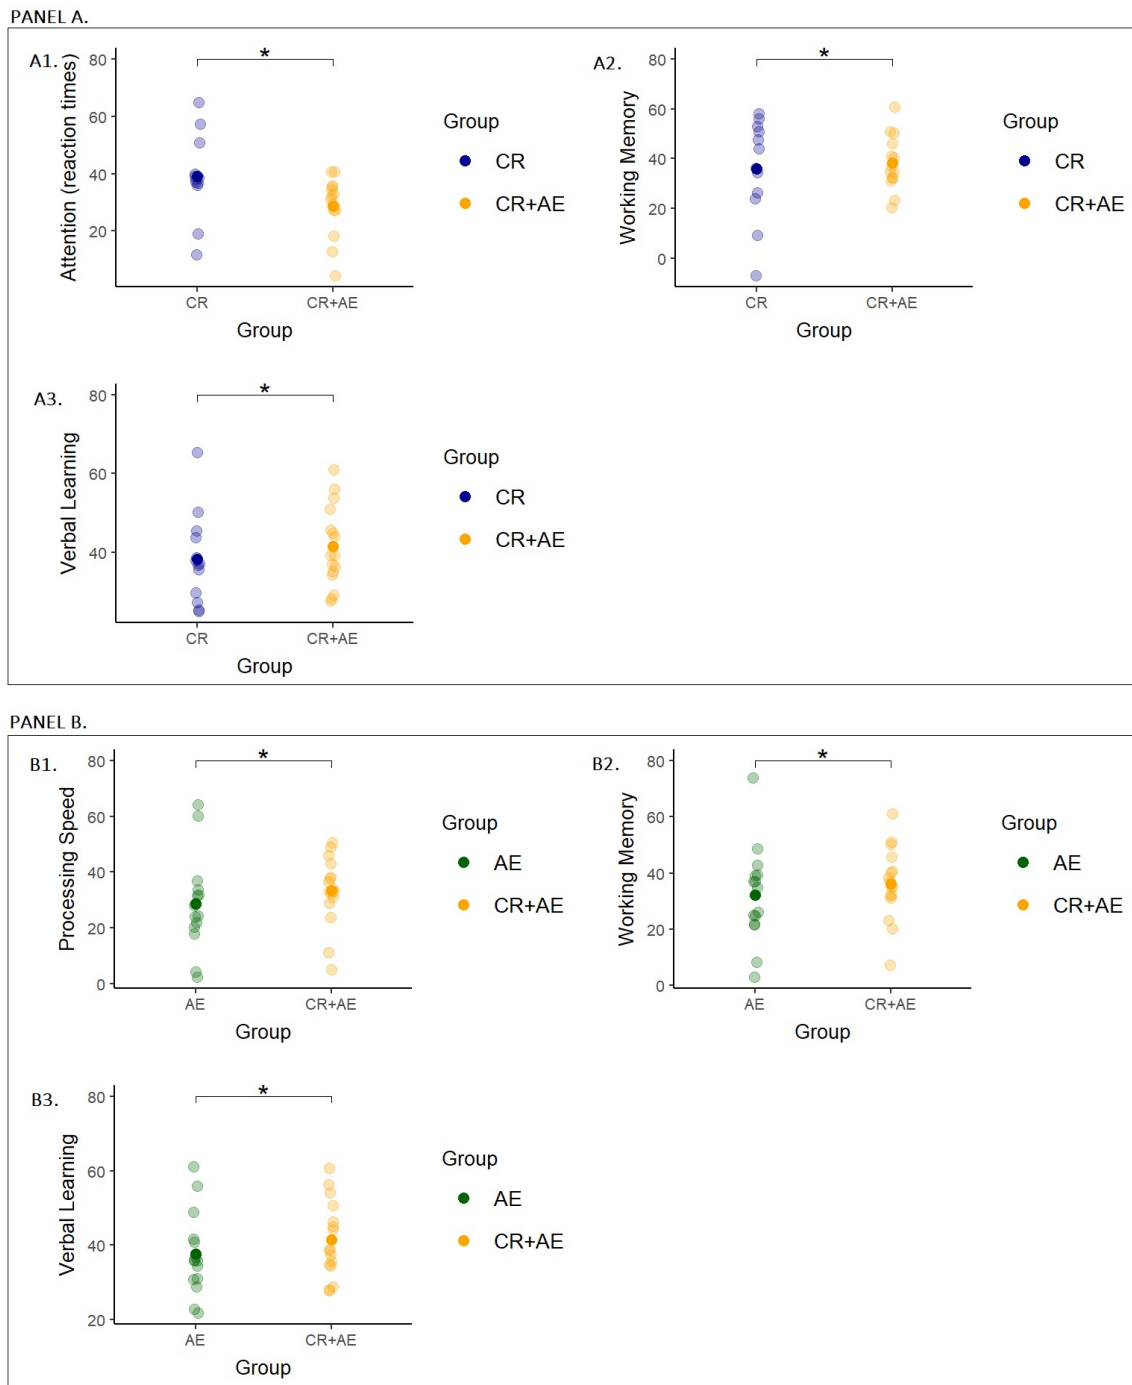 PANEL A.
A1.
Attention (reaction times)
80
60
40
20
*
CR
CR+AE
Group
Group
CR
CR+AE
A2.
Working Memory
80
60
40
20
0
*
CR
CR+AE
Group
Group
CR
CR+AE
A3.
Verbal Learning
80
60
40
*
CR
CR+AE
Group
Group
CR
CR+AE
PANEL B.
B1.
Processing Speed
80
60
40
20
0
*
AE
CR+AE
Group
Group
AE
CR+AE
B2.
Working Memory
80
60
40
20
0
*
AE
CR+AE
Group
Group
AE
CR+AE
B3.
Verbal Learning
80
60
40
20
*
AE
CR+AE
Group
Group
AE
CR+AE